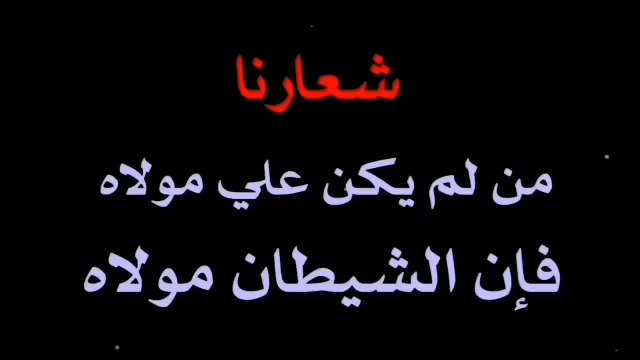 شعارنا
من لم يكن علي مولاه
فإن الشيطان مولاه